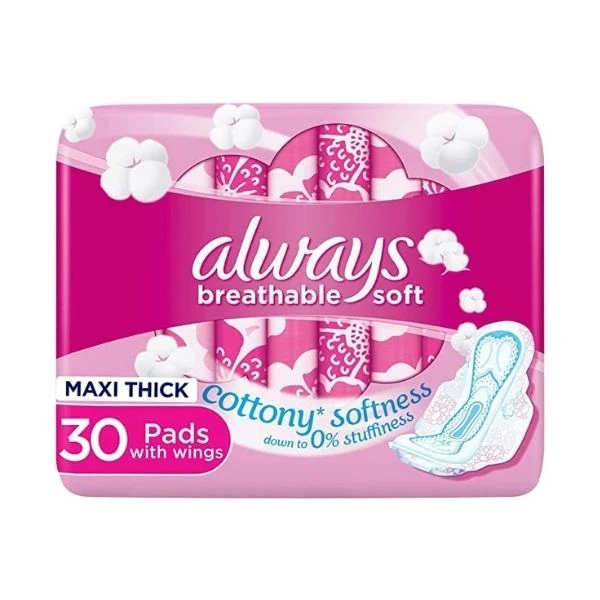 always
breathable soft
MAXI THICK
cottony* softness
down to 0% stuffiness
30 Pads
with wings